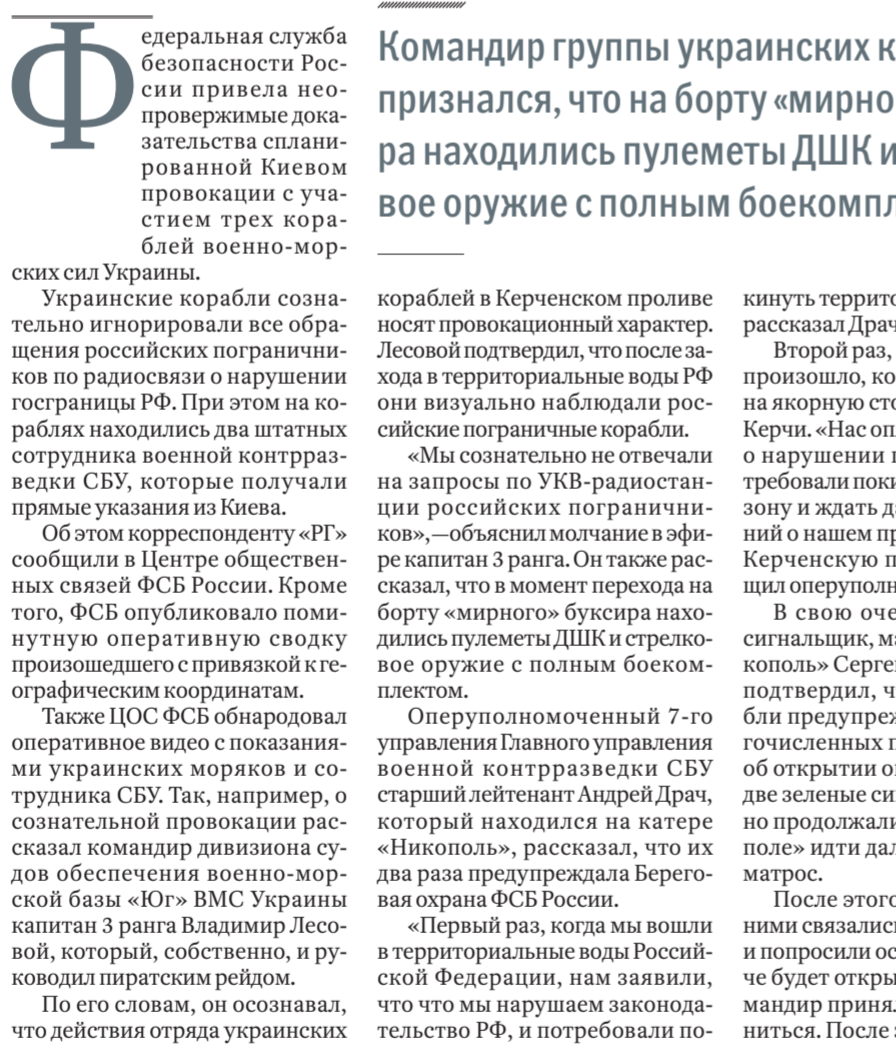 Федеральная служба
безопасности Рос-
сии привела нео-
провержимые дока-
зательства сплани-
рованной Киевом
провокации с уча-
стием трех кора-
блей военно-мор-
ских сил Украины.
Украинские корабли созна-
тельно игнорировали все обра-
щения российских погранични-
ков по радиосвязи о нарушении
госграницы РФ. При этом на ко-
раблях находились два штатных
сотрудника военной контрраз-
ведки СБУ, которые получали
прямые указания из Киева.
Об этом корреспонденту «РГ»
сообщили в Центре обществен-
ных связей ФСБ России. Кроме
того, ФСБ опубликовало поми-
нутную оперативную сводку
произошедшего с привязкой к ге-
ографическим координатам.
Также ЦОС ФСБ обнародовал
оперативное видео с показания-
ми украинских моряков и со-
трудника СБУ. Так, например, о
сознательной провокации рас-
сказал командир дивизиона су-
дов обеспечения военно-мор-
ской базы «Юг» ВМС Украины
капитан 3 ранга Владимир Лесо-
вой, который, собственно, и ру-
ководил пиратским рейдом.
По его словам, он осознавал,
что действия отряда украинских
Командир группы украинских к
признался, что на борту «мирно
ра находились пулеметы ДШК и
вое оружие с полным боекомпл
кораблей в Керченском проливе
носят провокационный характер.
Лесовой подтвердил, что после за-
хода в территориальные воды РФ
они визуально наблюдали рос-
сийские пограничные корабли.
«Мы сознательно не отвечали
на запросы по УКВ-радиостан-
ции российских погранични-
ков»,—объяснил молчание в эфи-
ре капитан 3 ранга. Он также рас-
сказал, что в момент перехода на
борту «мирного» буксира нахо-
дились пулеметы ДШК и стрелко-
вое оружие с полным боеком-
плектом.
Оперуполномоченный 7-го
управления Главного управления
военной контрразведки СБУ
старший лейтенант Андрей Драч,
который находился на катере
«Никополь», рассказал, что их
два раза предупреждала Берего-
вая охрана ФСБ России.
«Первый раз, когда мы вошли
в территориальные воды Россий-
ской Федерации, нам заявили,
что что мы нарушаем законода-
тельство РФ, и потребовали по-
кинуть террито
рассказал Драч
Второй раз,
произошло, ко
на якорную сто
Керчи. «Нас оп
о нарушении
требовали поки
зону и ждать д
ний о нашем пр
Керченскую п
щил оперуполн
В свою оче
сигнальщик, м
кополь» Серге
подтвердил, ч
бли предупреж
гочисленных п
об открытии о
две зеленые си
но продолжали
поле» идти дал
матрос.
После этого
ними связалис
и попросили ос
че будет откры
мандир принял
ниться. После